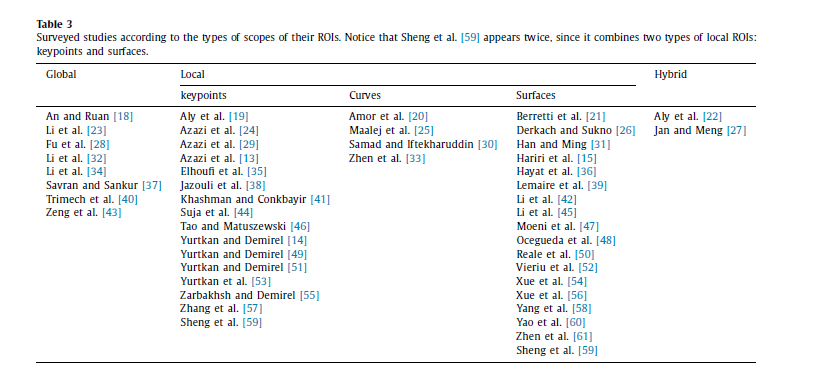 Table 3
Surveyed studies according to the types of scopes of their ROIs. Notice that Sheng et al. [59] appears twice, since it combines two types of local ROIs:
keypoints and surfaces.
Global Local Hybrid
keypoints Curves Surfaces
An and Ruan [18] Aly et al. [19] Amor et al. [20] Berretti et al. [21] Aly et al. [22]
Li et al. [23] Azazi et al. [24] Maalej et al. [25] Derkach and Sukno [26] Jan and Meng [27]
Fu et al. [28] Azazi et al. [29] Samad and Iftekharuddin [30] Han and Ming [31]
Li et al. [32] Azazi et al. [13] Zhen et al. [33] Hariri et al. [15]
Li et al. [34] Elhoufi et al. [35] Hayat et al. [36]
Savran and Sankur [37] Jazouli et al. [38] Lemaire et al. [39]
Trimech et al. [40] Khashman and Conkbayir [41] Li et al. [42]
Zeng et al. [43] Suja et al. [44] Li et al. [45]
Tao and Matuszewski [46] Moeni et al. [47]
Yurtkan and Demirel [14] Ocegueda et al. [48]
Yurtkan and Demirel [49] Reale et al. [50]
Yurtkan and Demirel [51] Vieriu et al. [52]
Yurtkan et al. [53] Xue et al. [54]
Zarbakhsh and Demirel [55] Xue et al. [56]
Zhang et al. [57] Yang et al. [58]
Sheng et al. [59] Yao et al. [60]
Zhen et al. [61]
Sheng et al. [59]